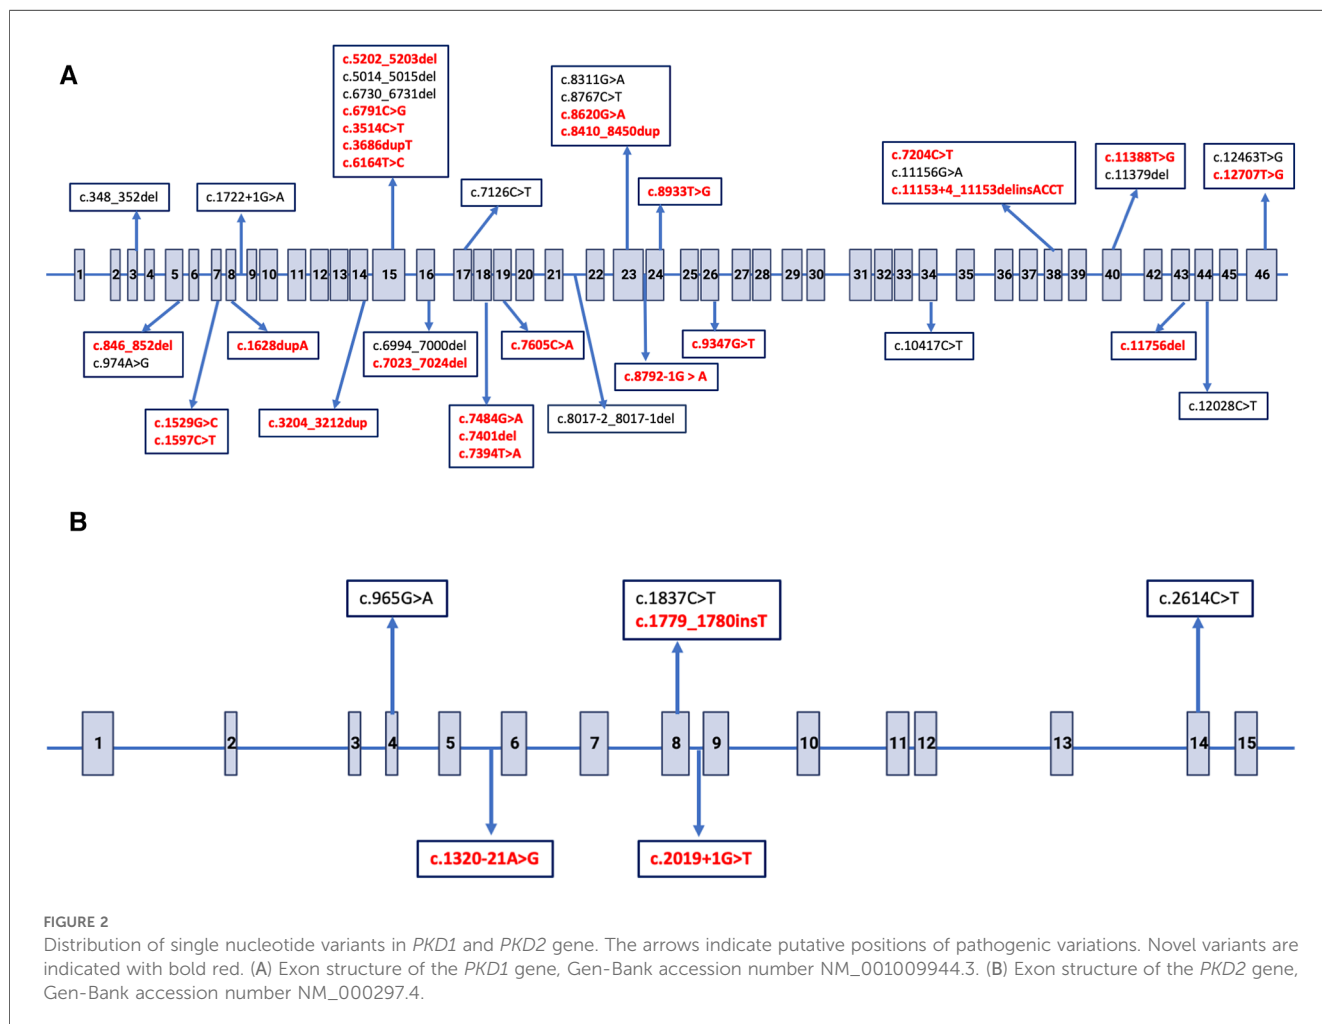 A
c.5202_5203del
c.5014_5015del
c.6730_6731del
c.6791C>G
c.3514C>T
c.3686dupT
c.6164T>C
c.8311G>A
c.8767C>T
c.8620G>A
c.8410_8450dup
c.348_352del
c.1722+1G>A
c.7126C>T
c.8933T>G
c.7204C>T
c.11156G>A
c.11153+4_11153delinsACCT
c.11388T>G
c.11379del
c.12463T>G
c.12707T>G
1 2 3 4 5 6 7 8 9 10 11 12 13 14 15 16 17 18 19 20 21 22 23 24 25 26 27 28 29 30 31 32 33 34 35 36 37 38 39 40 42 43 44 45 46
c.846_852del
c.974A>G
c.1628dupA
c.6994_7000del
c.7023_7024del
c.7605C>A
c.9347G>T
c.10417C>T
c.11756del
c.8792-1G > A
c.1529G>C
c.1597C>T
c.3204_3212dup
c.7484G>A
c.7401del
c.7394T>A
c.8017-2_8017-1del
c.12028C>T
B
c.965G>A
c.1837C>T
c.1779_1780insT
c.2614C>T
1 2 3 4 5 6 7 8 9 10 11 12 13 14 15
c.1320-21A>G
c.2019+1G>T
FIGURE 2
Distribution of single nucleotide variants in PKD1 and PKD2 gene. The arrows indicate putative positions of pathogenic variations. Novel variants are
indicated with bold red. (A) Exon structure of the PKD1 gene, Gen-Bank accession number NM_001009944.3. (B) Exon structure of the PKD2 gene,
Gen-Bank accession number NM_000297.4.